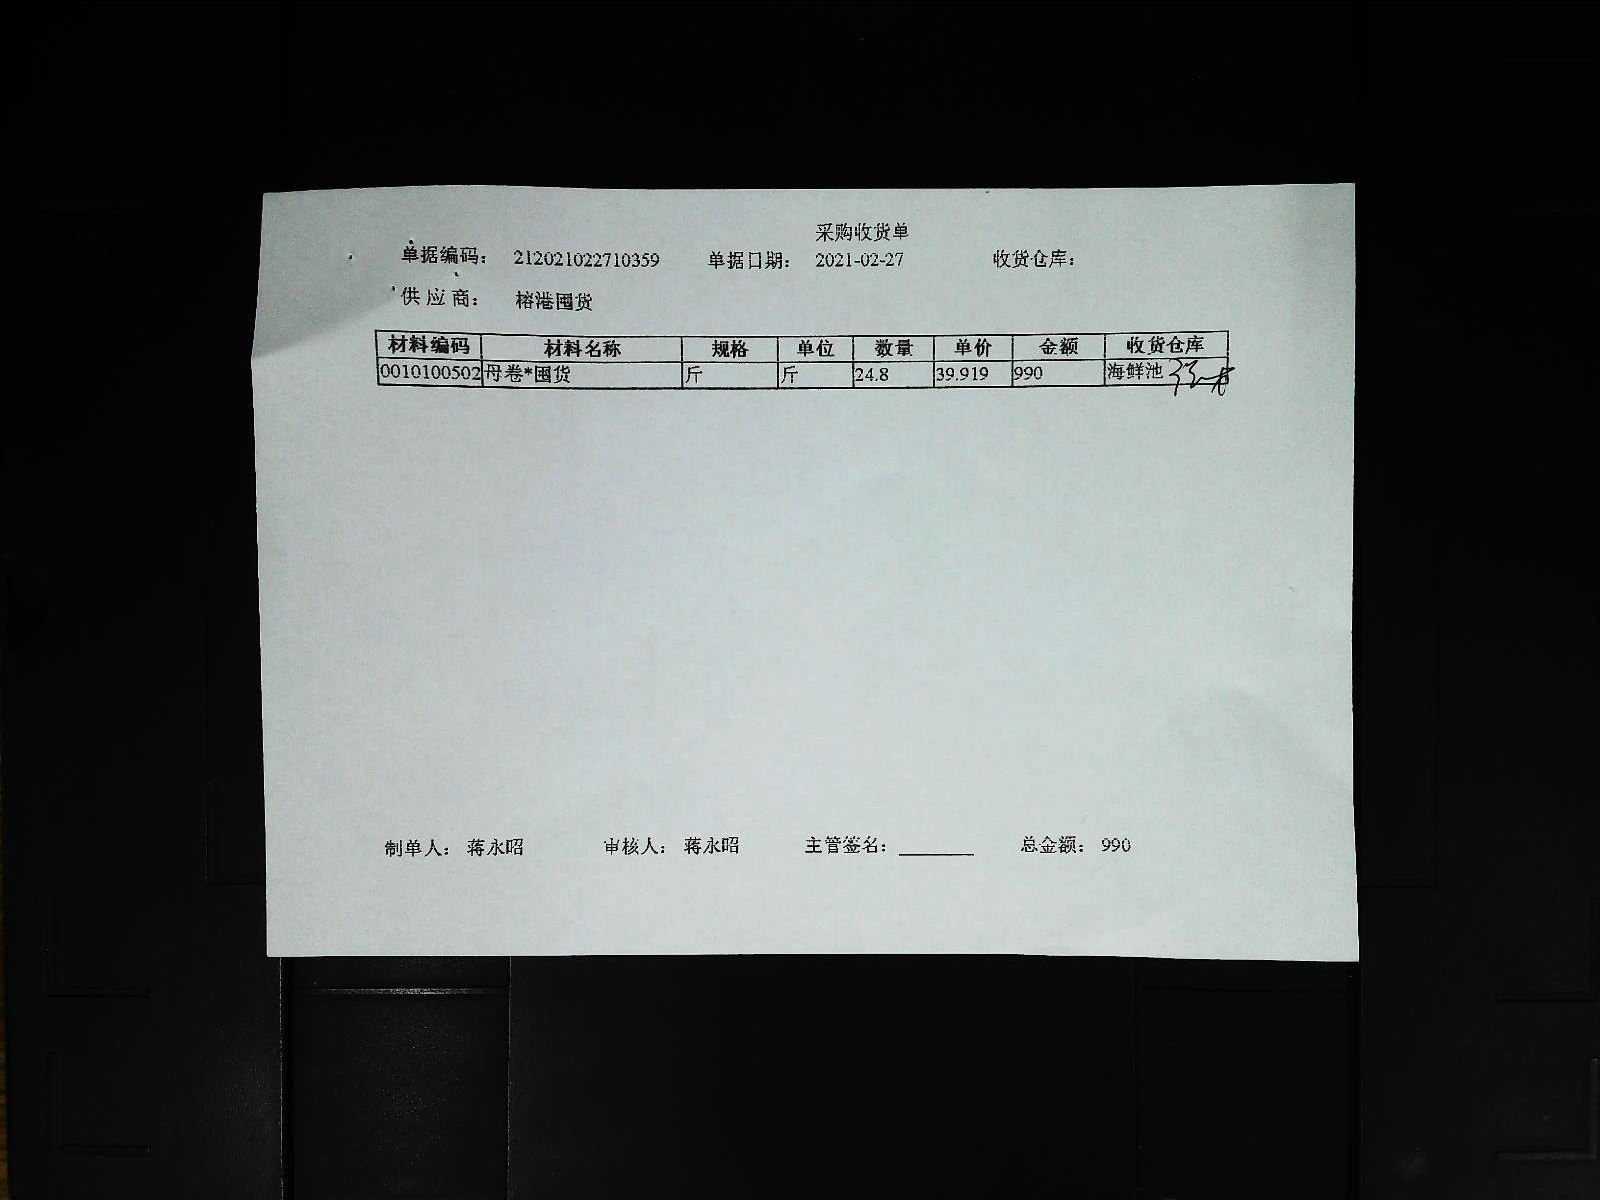 采购收货单
单据编码： 212021022710359 单据日期： 2021-02-27 收货仓库：
供应商： 榕港囤货
材料编码 材料名称 规格 单位 数量 单价 金额 收货仓库
0010100502 母卷*囤货 斤 斤 24.8 39.919 990 海鲜池
制单人： 蒋永昭 审核人： 蒋永昭 主管签名： 总金额： 990